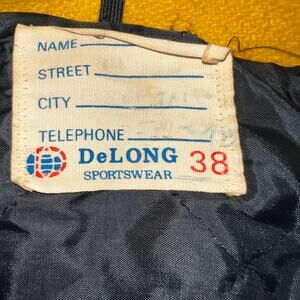 NAME
STREET
CITY
TELEPHONE
DeLONG 38
SPORTSWEAR